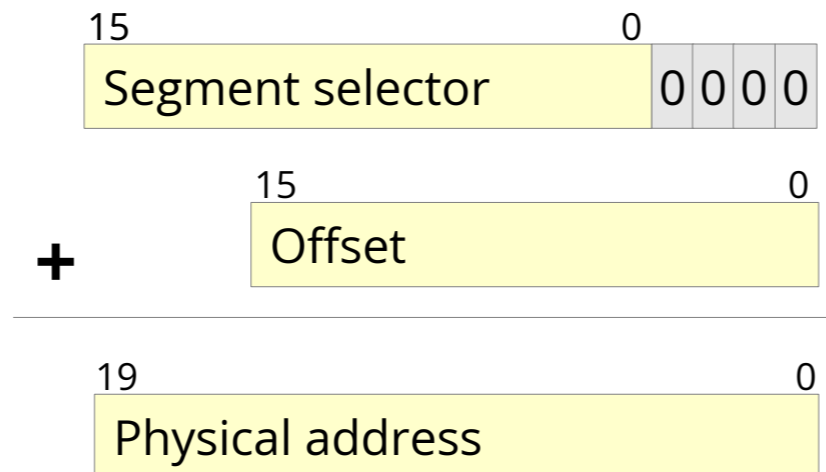 15 0
Segment selector 0 0 0 0
15 0
+ Offset
19 0
Physical address